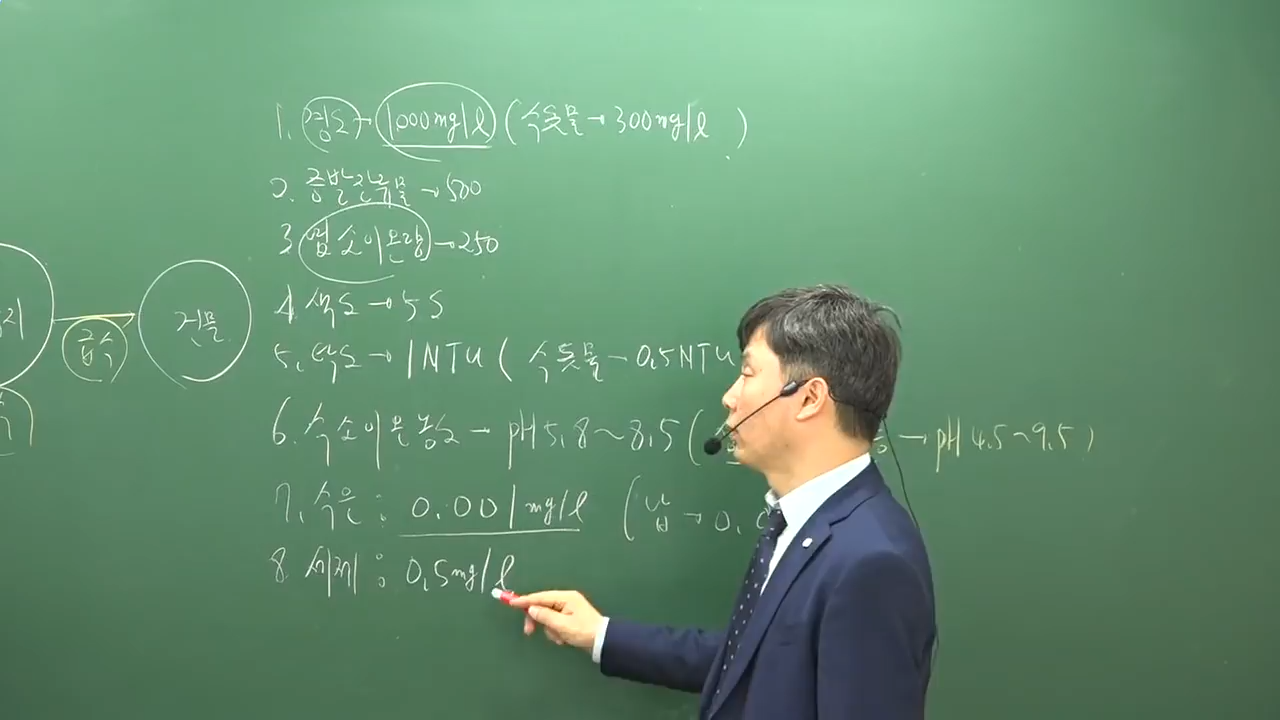 1. 경도 → 1000mg/l (수돗물 → 300mg/l)
2. 증발잔류물 → 500
3. 염소이온량 → 250
4. 색도 → 5도
5. 탁도 → 1NTU (수돗물 → 0.5NTU
6. 수소이온농도 → pH 5.8~8.5 ( → pH 4.5~9.5)
7. 수은 : 0.001mg/l (납 → 0.0
8. 세제 : 0.5mg/l
급수
건물